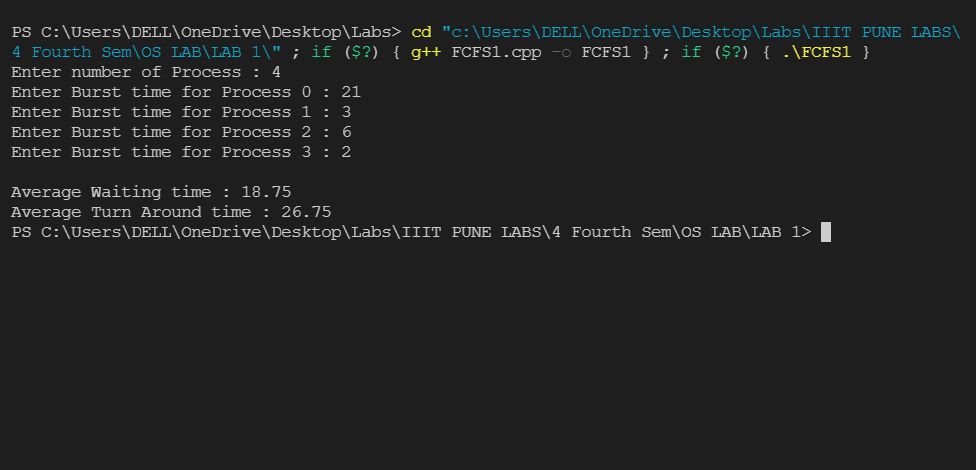 PS C:\Users\DELL\OneDrive\Desktop\Labs> cd "c:\Users\DELL\OneDrive\Desktop\Labs\IIIT PUNE LABS\
4 Fourth Sem\OS LAB\LAB 1\" ; if ($?) { g++ FCFS1.cpp -o FCFS1 } ; if ($?) { .\FCFS1 }
Enter number of Process : 4
Enter Burst time for Process 0 : 21
Enter Burst time for Process 1 : 3
Enter Burst time for Process 2 : 6
Enter Burst time for Process 3 : 2
Average Waiting time : 18.75
Average Turn Around time : 26.75
PS C:\Users\DELL\OneDrive\Desktop\Labs\IIIT PUNE LABS\4 Fourth Sem\OS LAB\LAB 1>